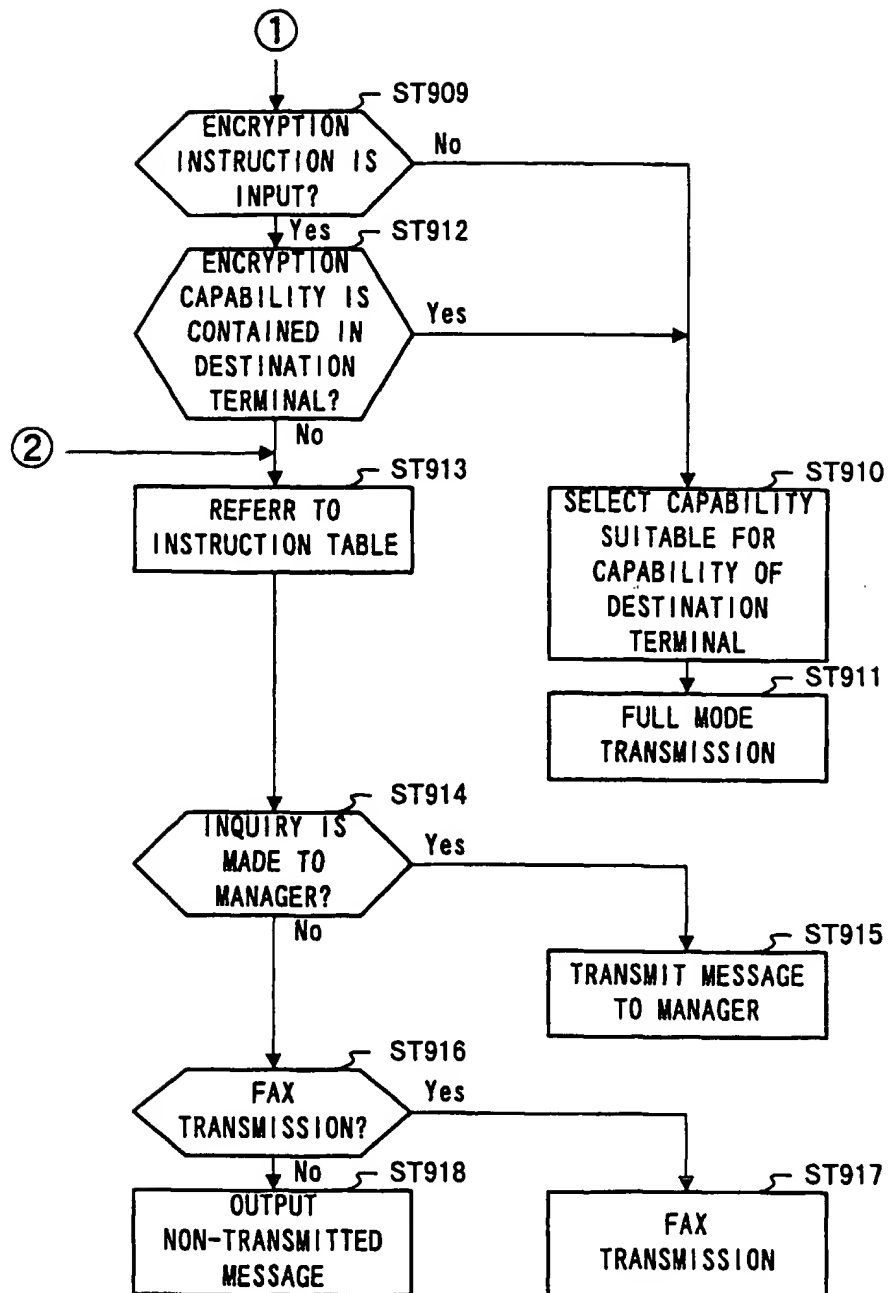 ①
ST909
ENCRYPTION
INSTRUCTION IS
INPUT?
No
Yes
ST912
ENCRYPTION
CAPABILITY IS
CONTAINED IN
DESTINATION
TERMINAL?
Yes
No
②
ST913
REFERR TO
INSTRUCTION TABLE
ST910
SELECT CAPABILITY
SUITABLE FOR
CAPABILITY OF
DESTINATION
TERMINAL
ST911
FULL MODE
TRANSMISSION
ST914
INQUIRY IS
MADE TO
MANAGER?
Yes
No
ST915
TRANSMIT MESSAGE
TO MANAGER
ST916
FAX
TRANSMISSION?
Yes
No
ST918
OUTPUT
NON-TRANSMITTED
MESSAGE
ST917
FAX
TRANSMISSION